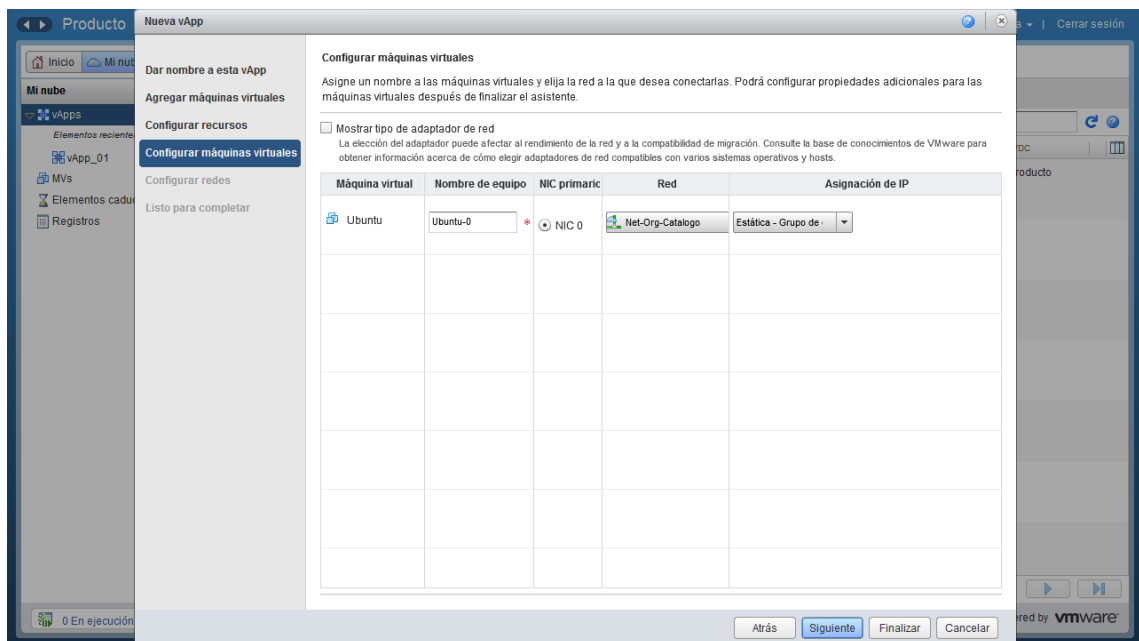 Producto
Nueva vApp
Cerrar sesión
Inicio
Mi nube
vApps
vApp_01
MVs
Registros
0 En ejecución
Dar nombre a esta vApp
Agregar máquinas virtuales
Configurar recursos
Configurar máquinas virtuales
Configurar redes
Listo para completar
Configurar máquinas virtuales
Asigne un nombre a las máquinas virtuales y elija la red a la que desea conectarlas. Podrá configurar propiedades adicionales para las
máquinas virtuales después de finalizar el asistente.
Mostrar tipo de adaptador de red
La elección del adaptador puede afectar al rendimiento de la red y a la compatibilidad de migración. Consulte la base de conocimientos de VMware para
obtener información acerca de cómo elegir adaptadores de red compatibles con varios sistemas operativos y hosts.
Máquina virtual Nombre de equipo NIC primaric Red Asignación de IP
Ubuntu Ubuntu-0 * NIC 0 Net-Org-Catalogo Estática - Grupo de
Atrás Siguiente Finalizar Cancelar
vmware